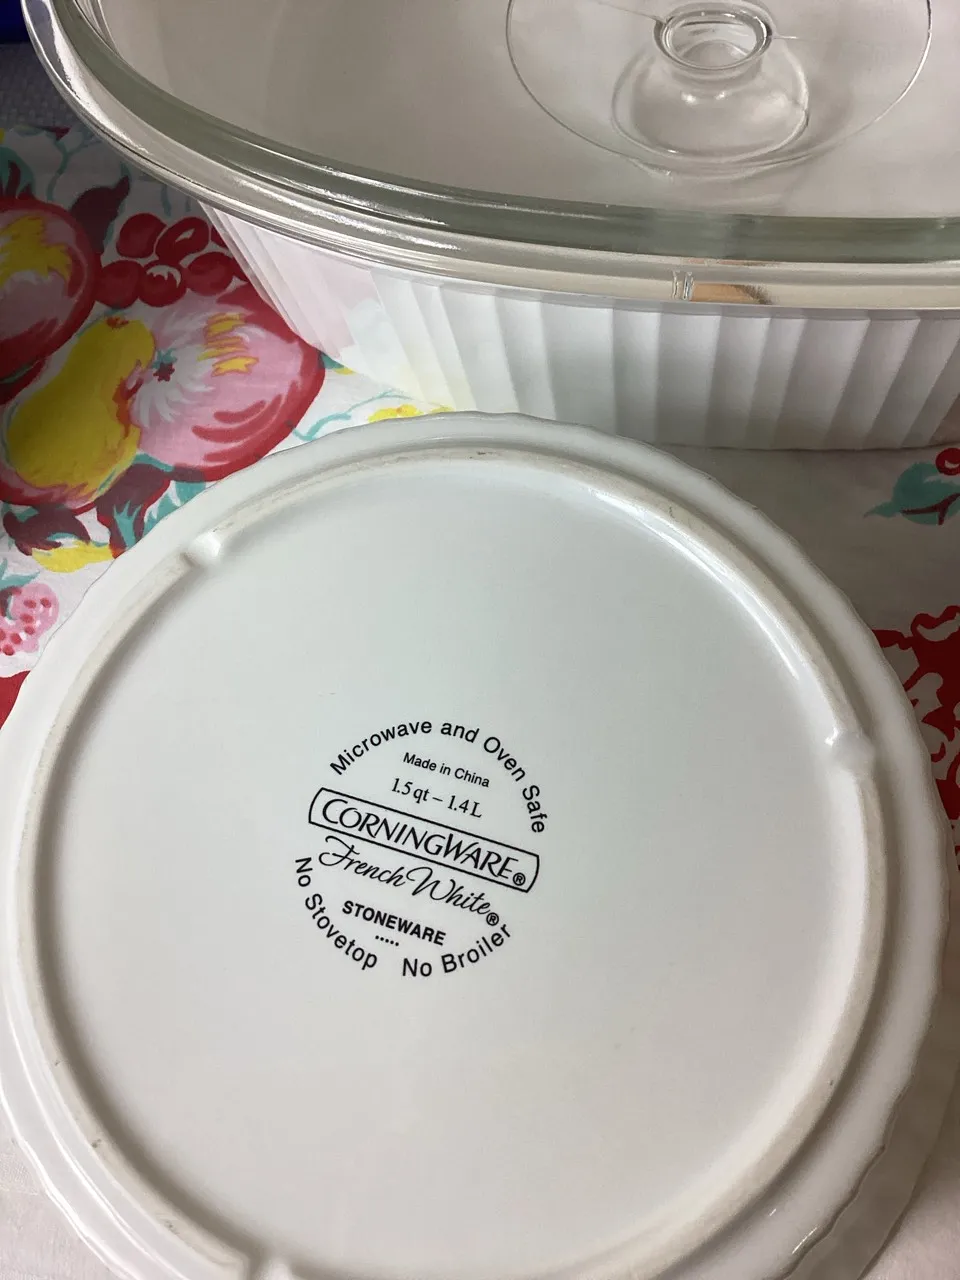 Microwave and Oven Safe
Made in China
1.5 qt – 1.4 L
CORNINGWARE®
French White®
STONEWARE
.....
No Stovetop No Broiler